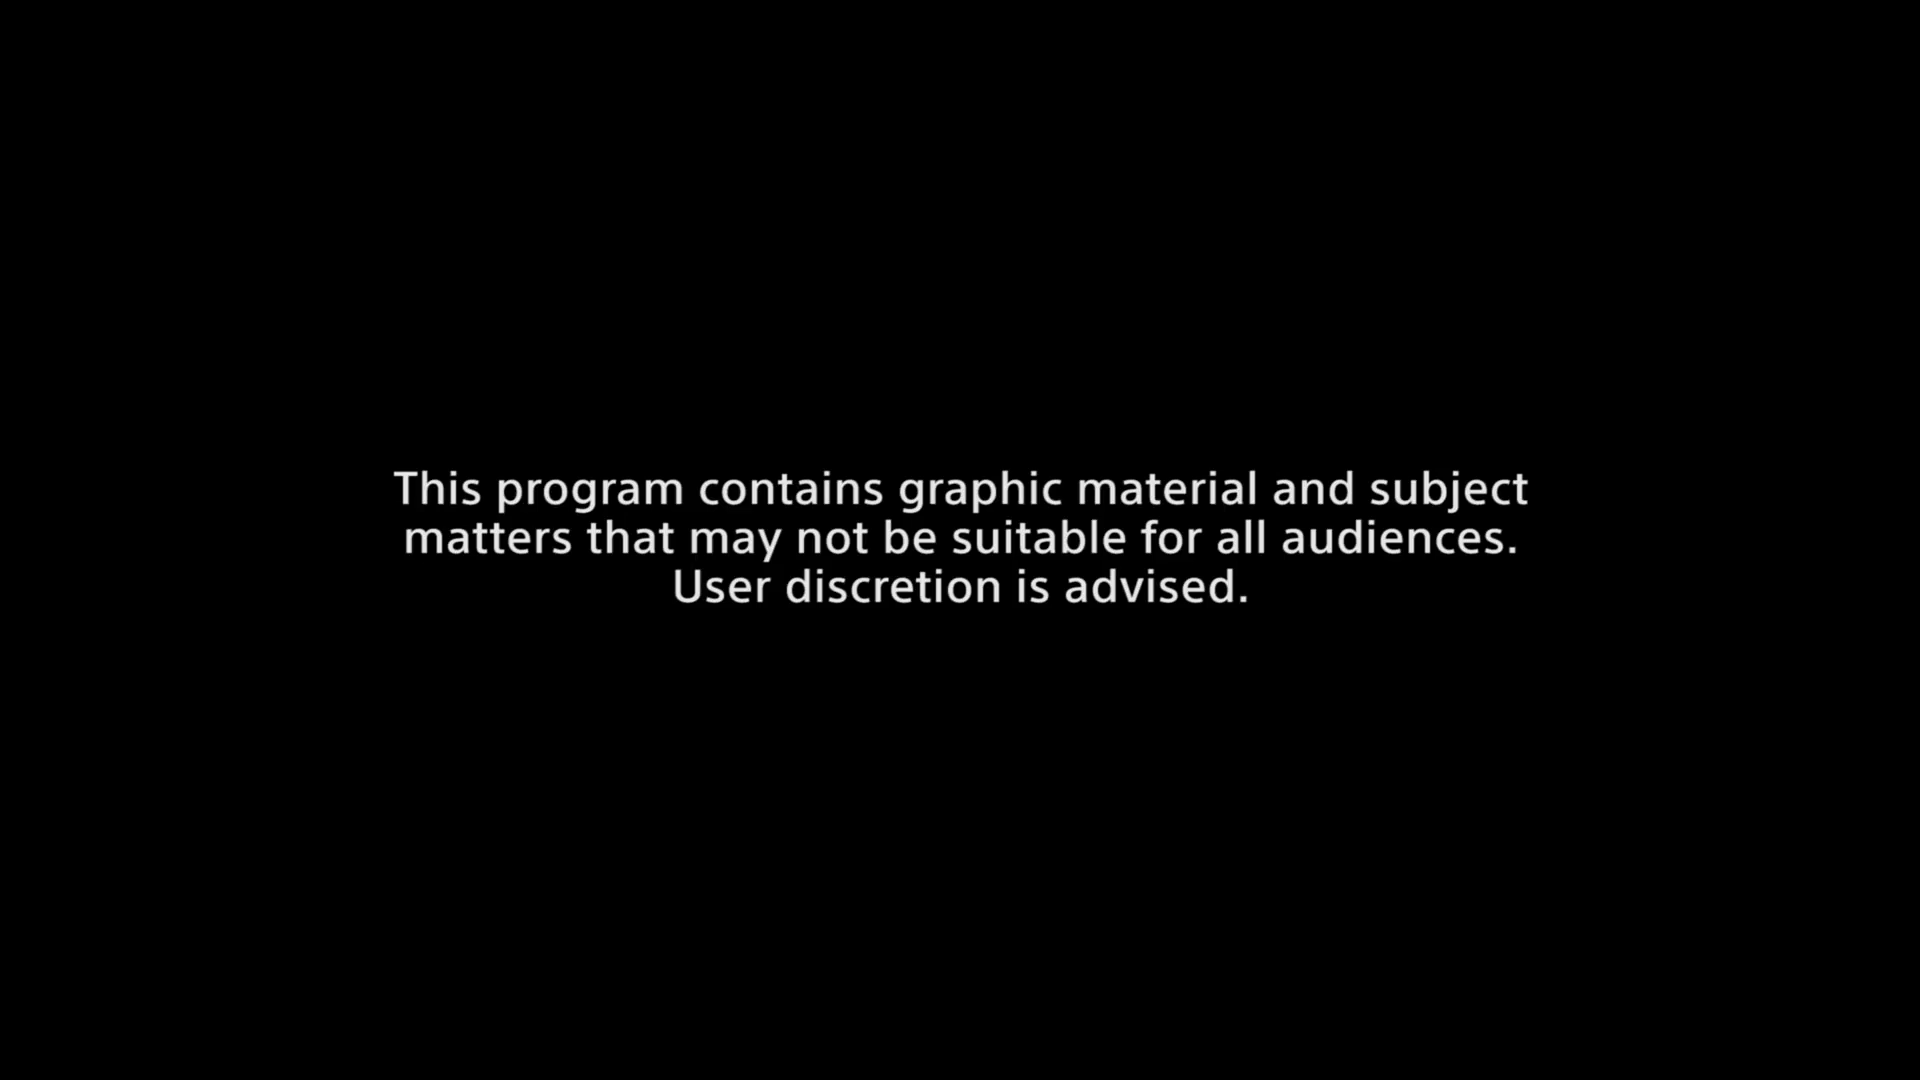 This program contains graphic material and subject
matters that may not be suitable for all audiences.
User discretion is advised.